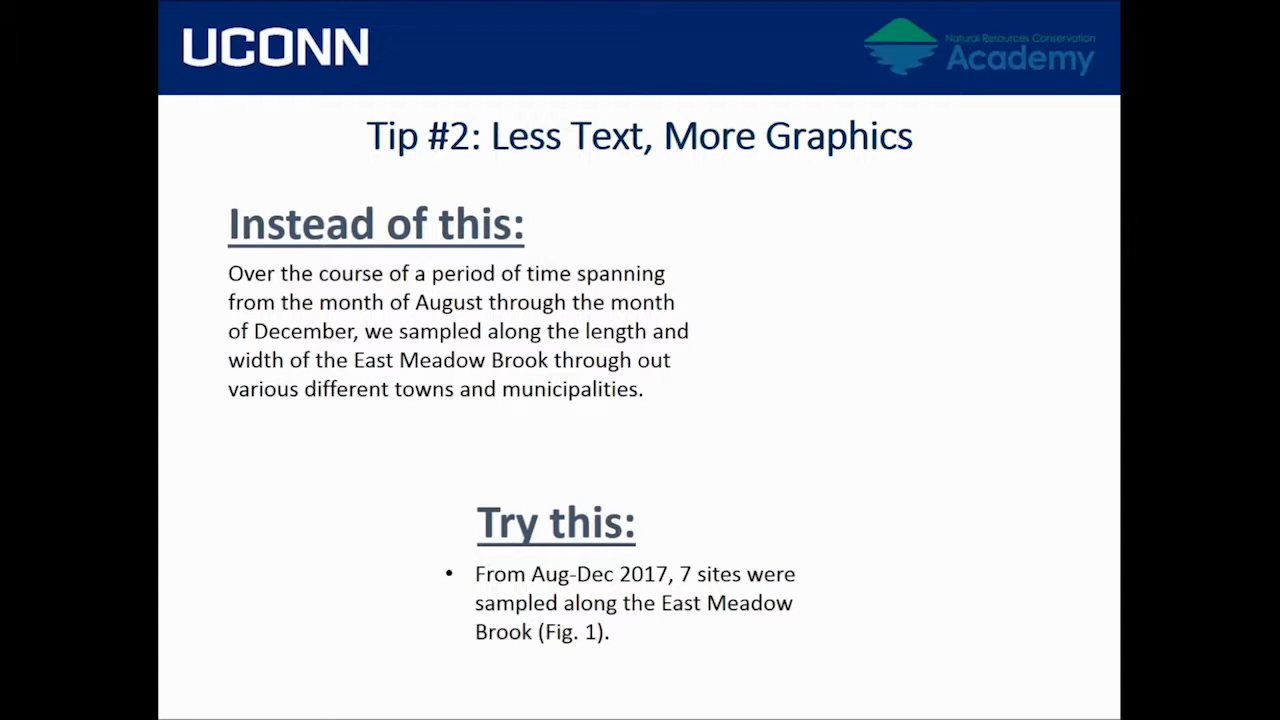 UCONN
Natural Resources Conservation
Academy
Tip #2: Less Text, More Graphics
Instead of this:
Over the course of a period of time spanning
from the month of August through the month
of December, we sampled along the length and
width of the East Meadow Brook through out
various different towns and municipalities.
Try this:
• From Aug-Dec 2017, 7 sites were
sampled along the East Meadow
Brook (Fig. 1).